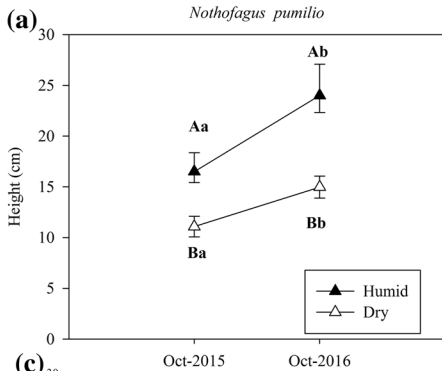 (a)
Nothofagus pumilio
30
25
20
15
10
5
0
Height (cm)
Aa
Ab
Ba
Bb
Humid
Dry
Oct-2015 Oct-2016
(c) 30